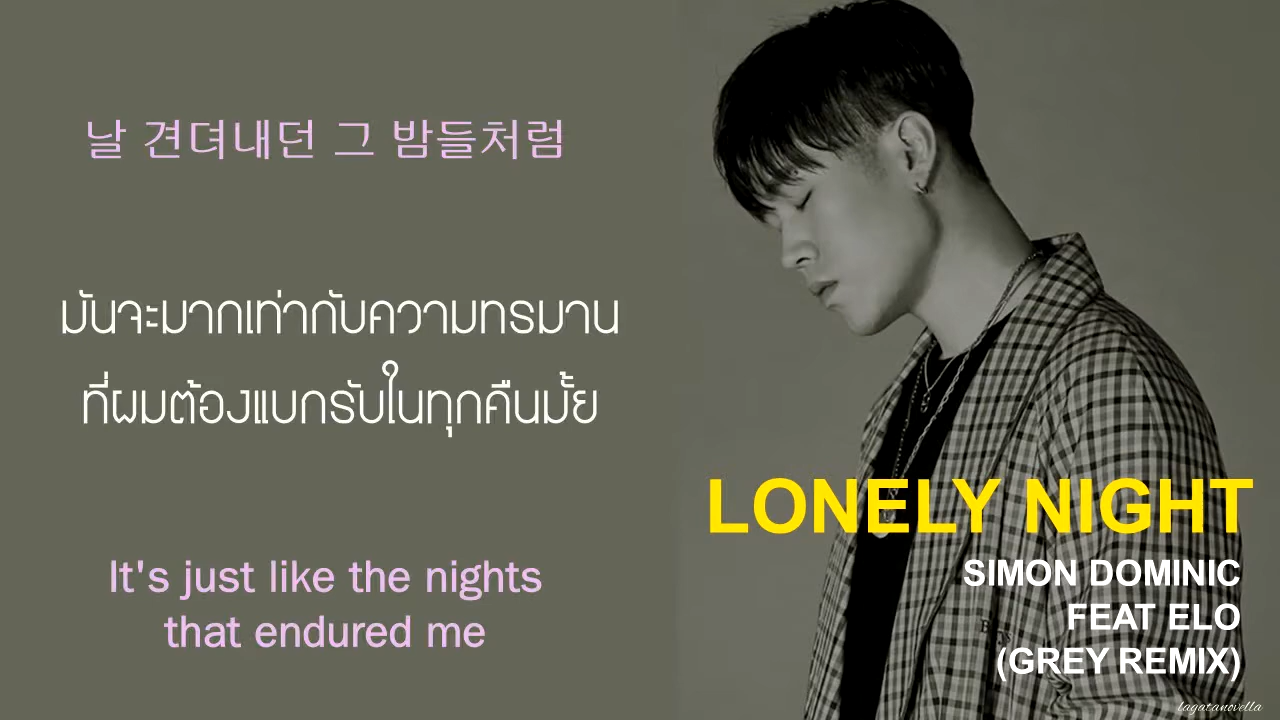 날 견뎌내던 그 밤들처럼
มันจะมากเท่ากับความทรมาน
ที่ผมต้องแบกรับในทุกคืนมั้ย
It's just like the nights
that endured me
LONELY NIGHT
SIMON DOMINIC
FEAT ELO
(GREY REMIX)
lagatanovella